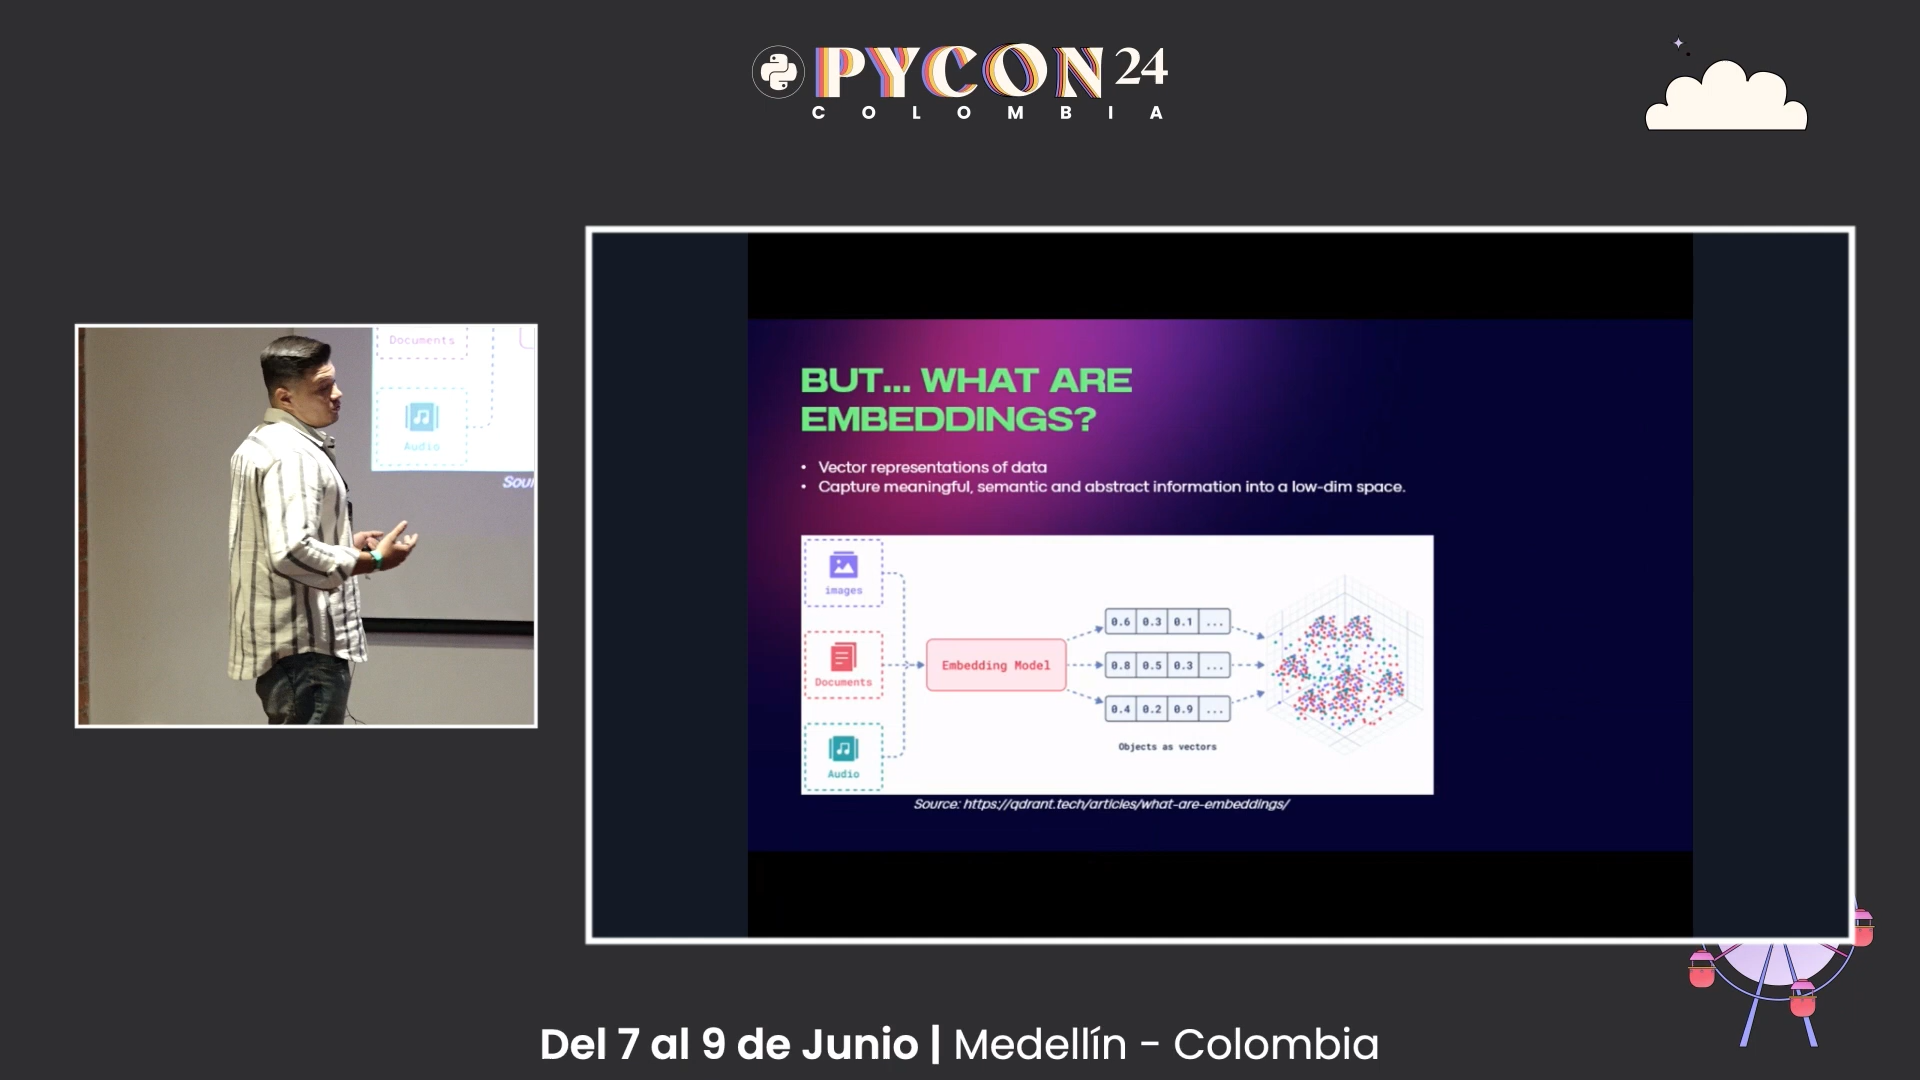 PYCON 24
COLOMBIA
Documents
Audio
BUT... WHAT ARE
EMBEDDINGS?
• Vector representations of data
• Capture meaningful, semantic and abstract information into a low-dim space.
images
Documents
Audio
Embedding Model
0.6 0.3 0.1 ...
0.8 0.5 0.3 ...
0.4 0.2 0.9 ...
Objects as vectors
Source: https://qdrant.tech/articles/what-are-embeddings/
Del 7 al 9 de Junio | Medellín - Colombia